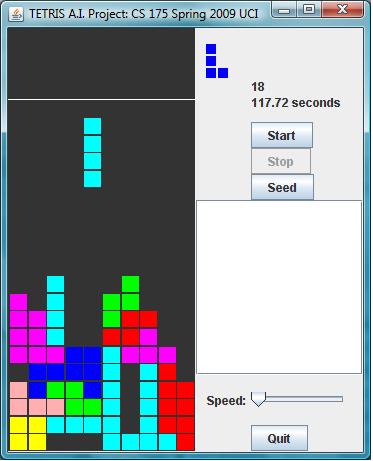 TETRIS A.I. Project: CS 175 Spring 2009 UCI
18
117.72 seconds
Start
Stop
Seed
Speed:
Quit